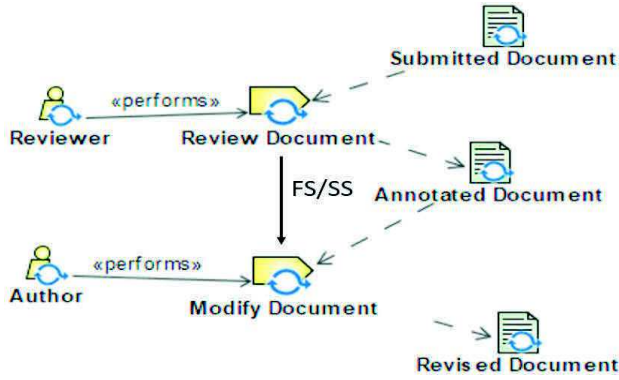 Submitted Document
«performs»
Reviewer
Review Document
FS/SS
Annotated Document
«performs»
Author
Modify Document
Revised Document